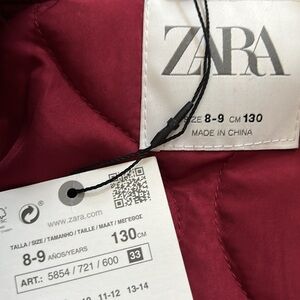 ZARA
SIZE 8-9 CM 130
MADE IN CHINA
www.zara.com
TALLA / SIZE / TAMANHO / TAILLE / MAAT / ΜΕΓΕΘΟΣ
8-9 AÑOS/YEARS 130CM
ART.: 5854 / 721 / 600 33
11-12 13-14